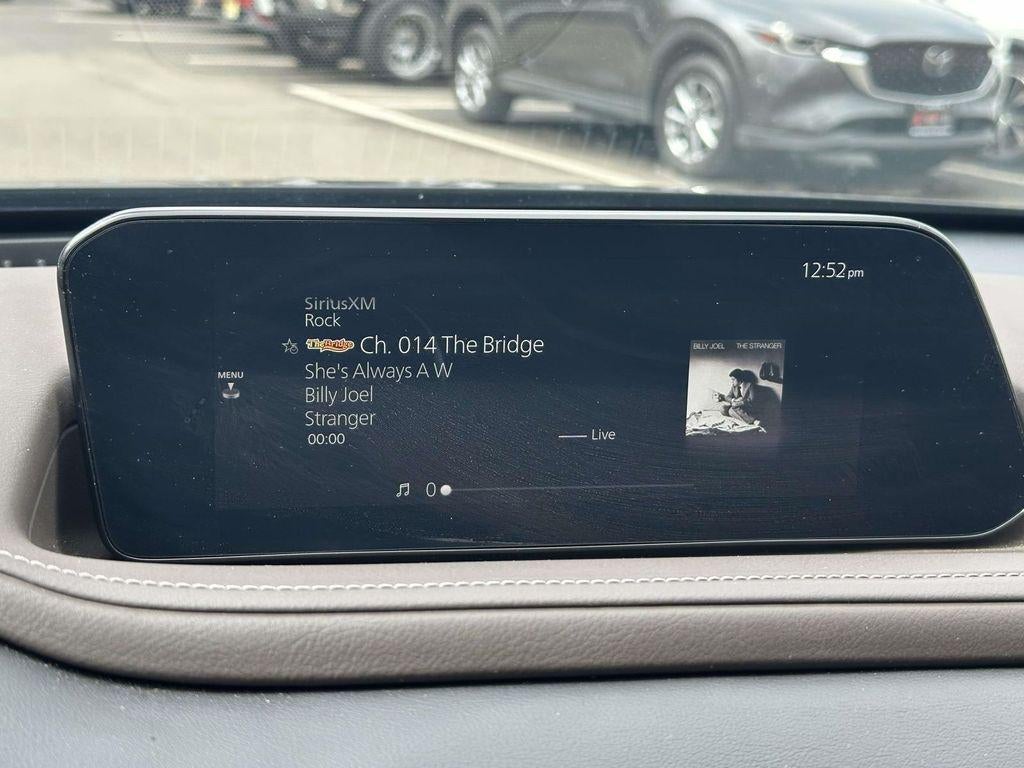 12:52pm
SiriusXM
Rock
The Bridge Ch. 014 The Bridge
She's Always A W
Billy Joel
Stranger
00:00
Live
MENU
BILLY JOEL THE STRANGER
0